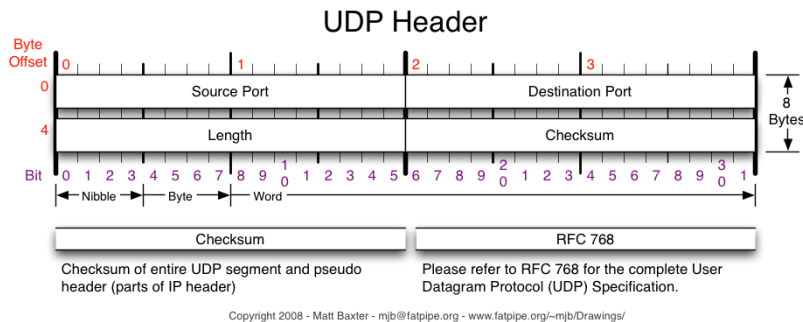 UDP Header
Byte
Offset
0 1 2 3
0 Source Port Destination Port
8
Bytes
4 Length Checksum
Bit 0 1 2 3 4 5 6 7 8 9 10 1 2 3 4 5 6 7 8 9 20 1 2 3 4 5 6 7 8 9 30 1
Nibble Byte Word
Checksum RFC 768
Checksum of entire UDP segment and pseudo
header (parts of IP header)
Please refer to RFC 768 for the complete User
Datagram Protocol (UDP) Specification.
Copyright 2008 - Matt Baxter - mjb@fatpipe.org - www.fatpipe.org/~mjb/Drawings/